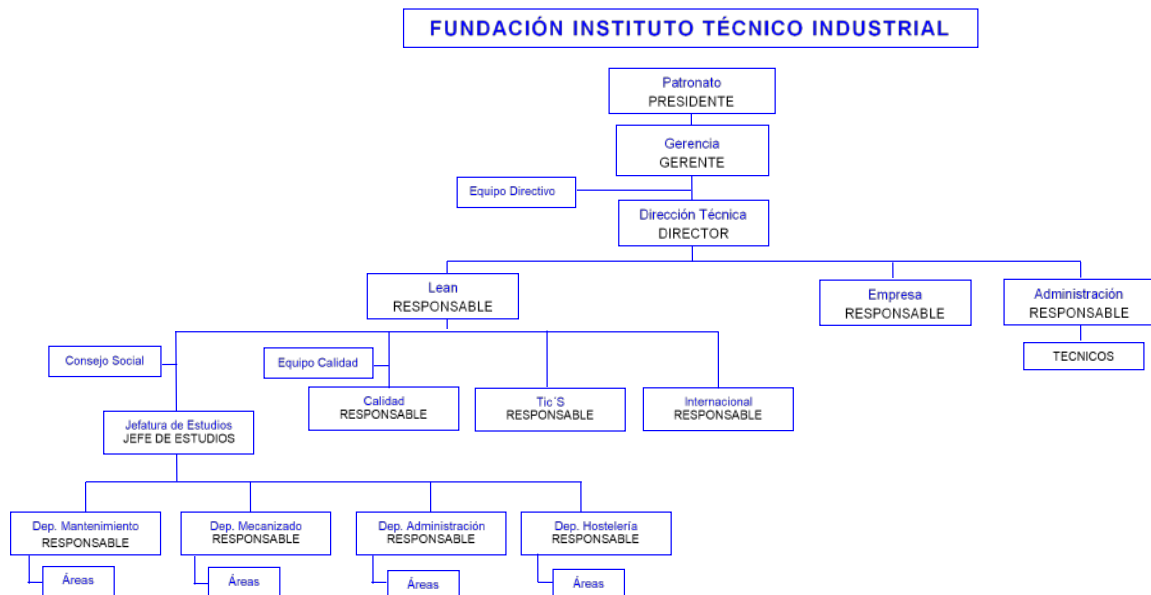 FUNDACIÓN INSTITUTO TÉCNICO INDUSTRIAL
Patronato
PRESIDENTE
Gerencia
GERENTE
Equipo Directivo
Dirección Técnica
DIRECTOR
Lean
RESPONSABLE
Empresa
RESPONSABLE
Administración
RESPONSABLE
TECNICOS
Consejo Social
Equipo Calidad
Calidad
RESPONSABLE
Tic´S
RESPONSABLE
Internacional
RESPONSABLE
Jefatura de Estudios
JEFE DE ESTUDIOS
Dep. Mantenimiento
RESPONSABLE
Dep. Mecanizado
RESPONSABLE
Dep. Administración
RESPONSABLE
Dep. Hostelería
RESPONSABLE
Áreas
Áreas
Áreas
Áreas